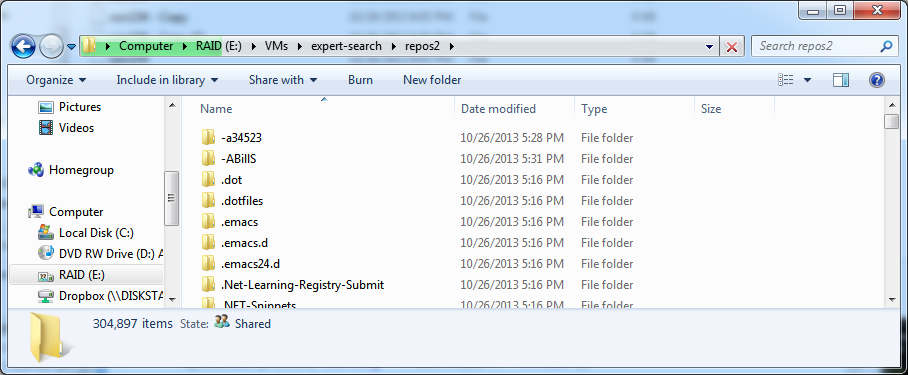 Computer RAID (E:) VMs expert-search repos2 Search repos2
Organize Include in library Share with Burn New folder
Pictures
Videos
Homegroup
Computer
Local Disk (C:)
DVD RW Drive (D:) A
RAID (E:)
Dropbox (\\DISKSTA
Name Date modified Type Size
-a34523 10/26/2013 5:28 PM File folder
-ABillS 10/26/2013 5:31 PM File folder
.dot 10/26/2013 5:16 PM File folder
.dotfiles 10/26/2013 5:16 PM File folder
.emacs 10/26/2013 5:16 PM File folder
.emacs.d 10/26/2013 5:16 PM File folder
.emacs24.d 10/26/2013 5:16 PM File folder
.Net-Learning-Registry-Submit 10/26/2013 5:16 PM File folder
.NET-Snippets 10/26/2013 5:16 PM File folder
304,897 items State: Shared